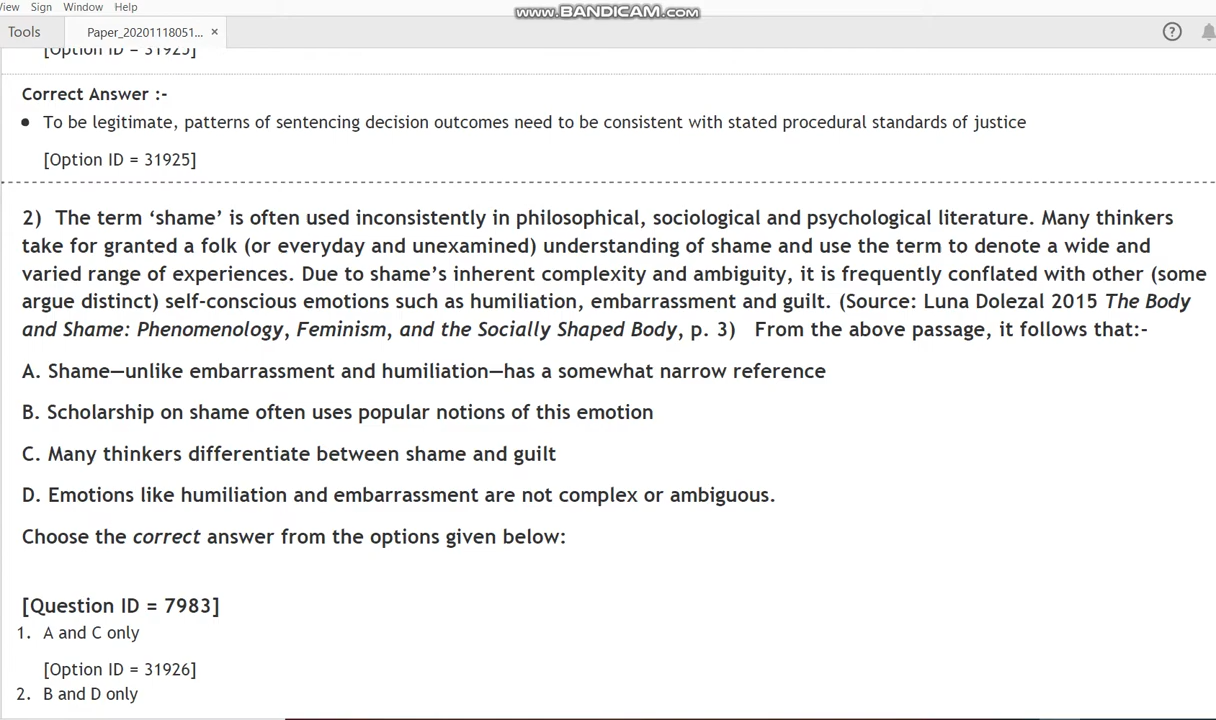 View Sign Window Help
www.BANDICAM.com
Tools Paper_20201118051... × ?
[Option ID = 31925]
Correct Answer :-
• To be legitimate, patterns of sentencing decision outcomes need to be consistent with stated procedural standards of justice
[Option ID = 31925]
2) The term ‘shame’ is often used inconsistently in philosophical, sociological and psychological literature. Many thinkers
take for granted a folk (or everyday and unexamined) understanding of shame and use the term to denote a wide and
varied range of experiences. Due to shame’s inherent complexity and ambiguity, it is frequently conflated with other (some
argue distinct) self-conscious emotions such as humiliation, embarrassment and guilt. (Source: Luna Dolezal 2015 The Body
and Shame: Phenomenology, Feminism, and the Socially Shaped Body, p. 3) From the above passage, it follows that:-
A. Shame—unlike embarrassment and humiliation—has a somewhat narrow reference
B. Scholarship on shame often uses popular notions of this emotion
C. Many thinkers differentiate between shame and guilt
D. Emotions like humiliation and embarrassment are not complex or ambiguous.
Choose the correct answer from the options given below:
[Question ID = 7983]
1. A and C only
[Option ID = 31926]
2. B and D only